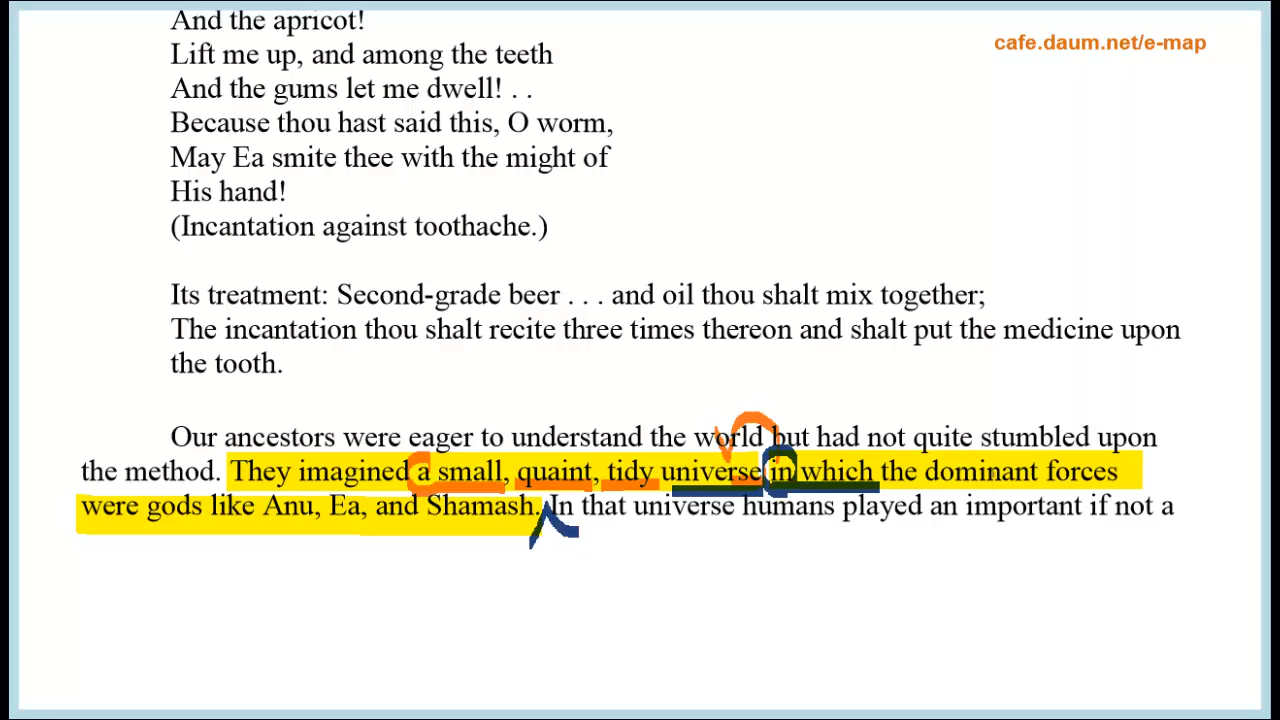 And the apricot!
cafe.daum.net/e-map
Lift me up, and among the teeth
And the gums let me dwell! . .
Because thou hast said this, O worm,
May Ea smite thee with the might of
His hand!
(Incantation against toothache.)
Its treatment: Second-grade beer . . . and oil thou shalt mix together;
The incantation thou shalt recite three times thereon and shalt put the medicine upon
the tooth.
Our ancestors were eager to understand the world but had not quite stumbled upon
the method. They imagined a small, quaint, tidy universe in which the dominant forces
were gods like Anu, Ea, and Shamash. In that universe humans played an important if not a